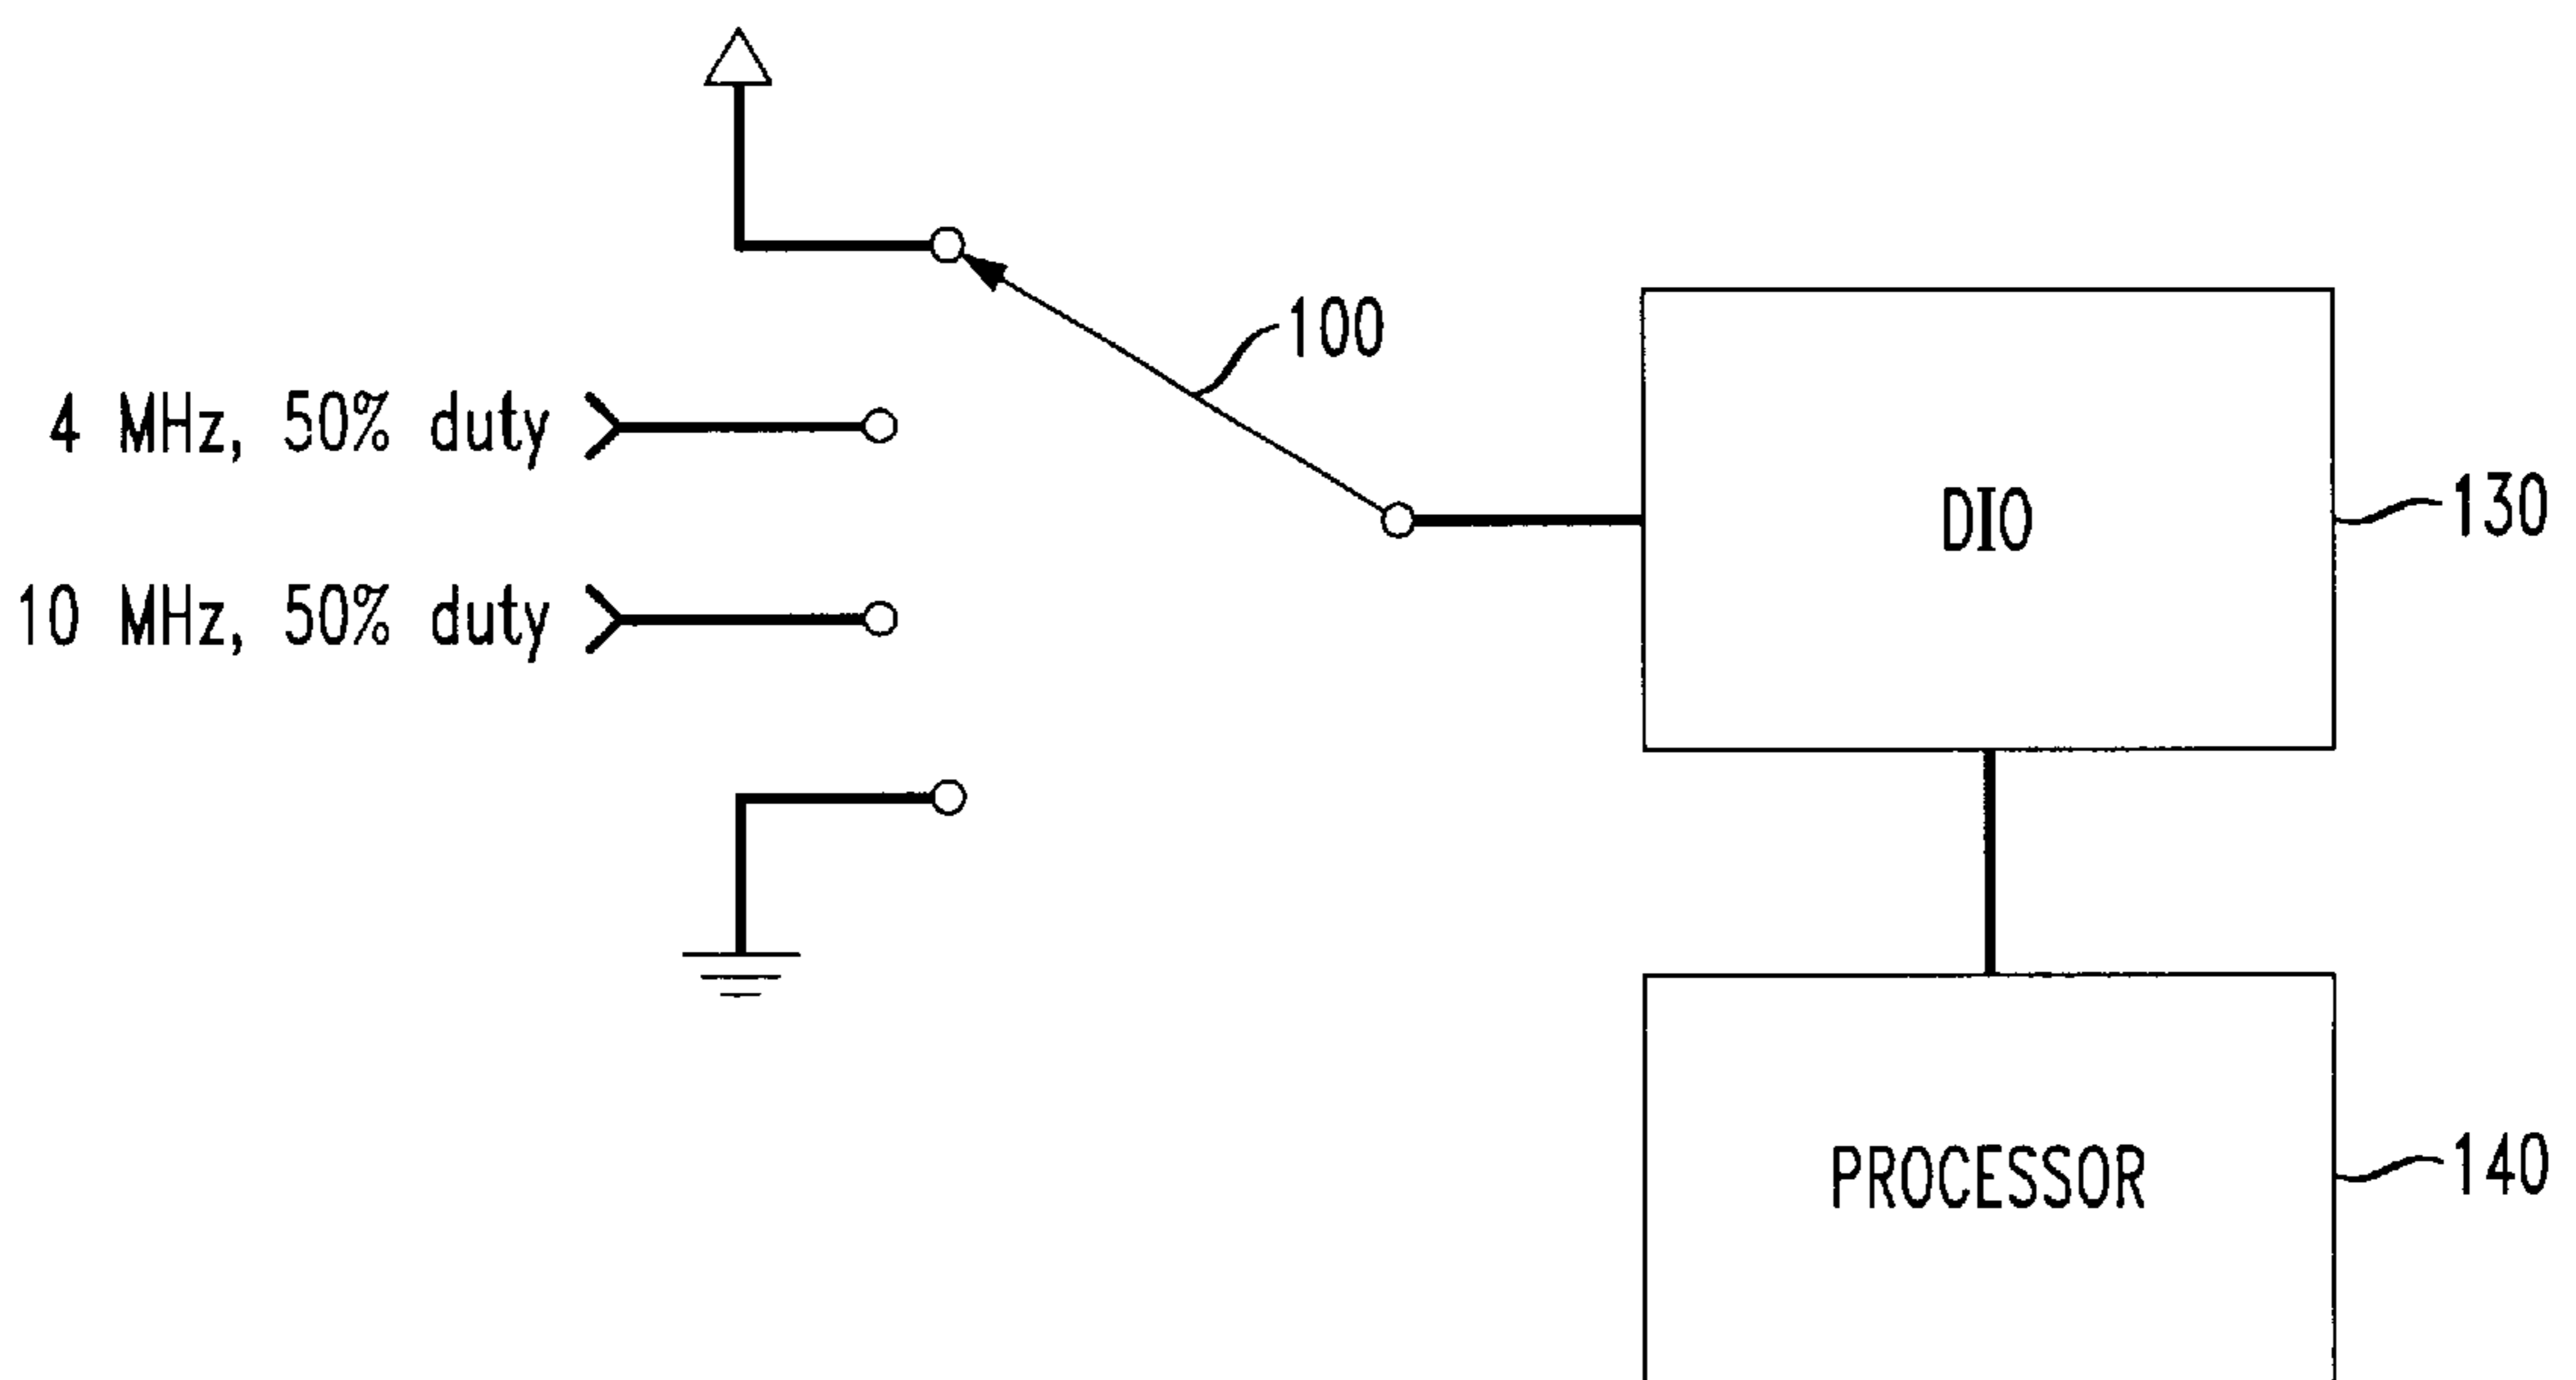 100
4 MHz, 50% duty
DIO
130
10 MHz, 50% duty
PROCESSOR
140